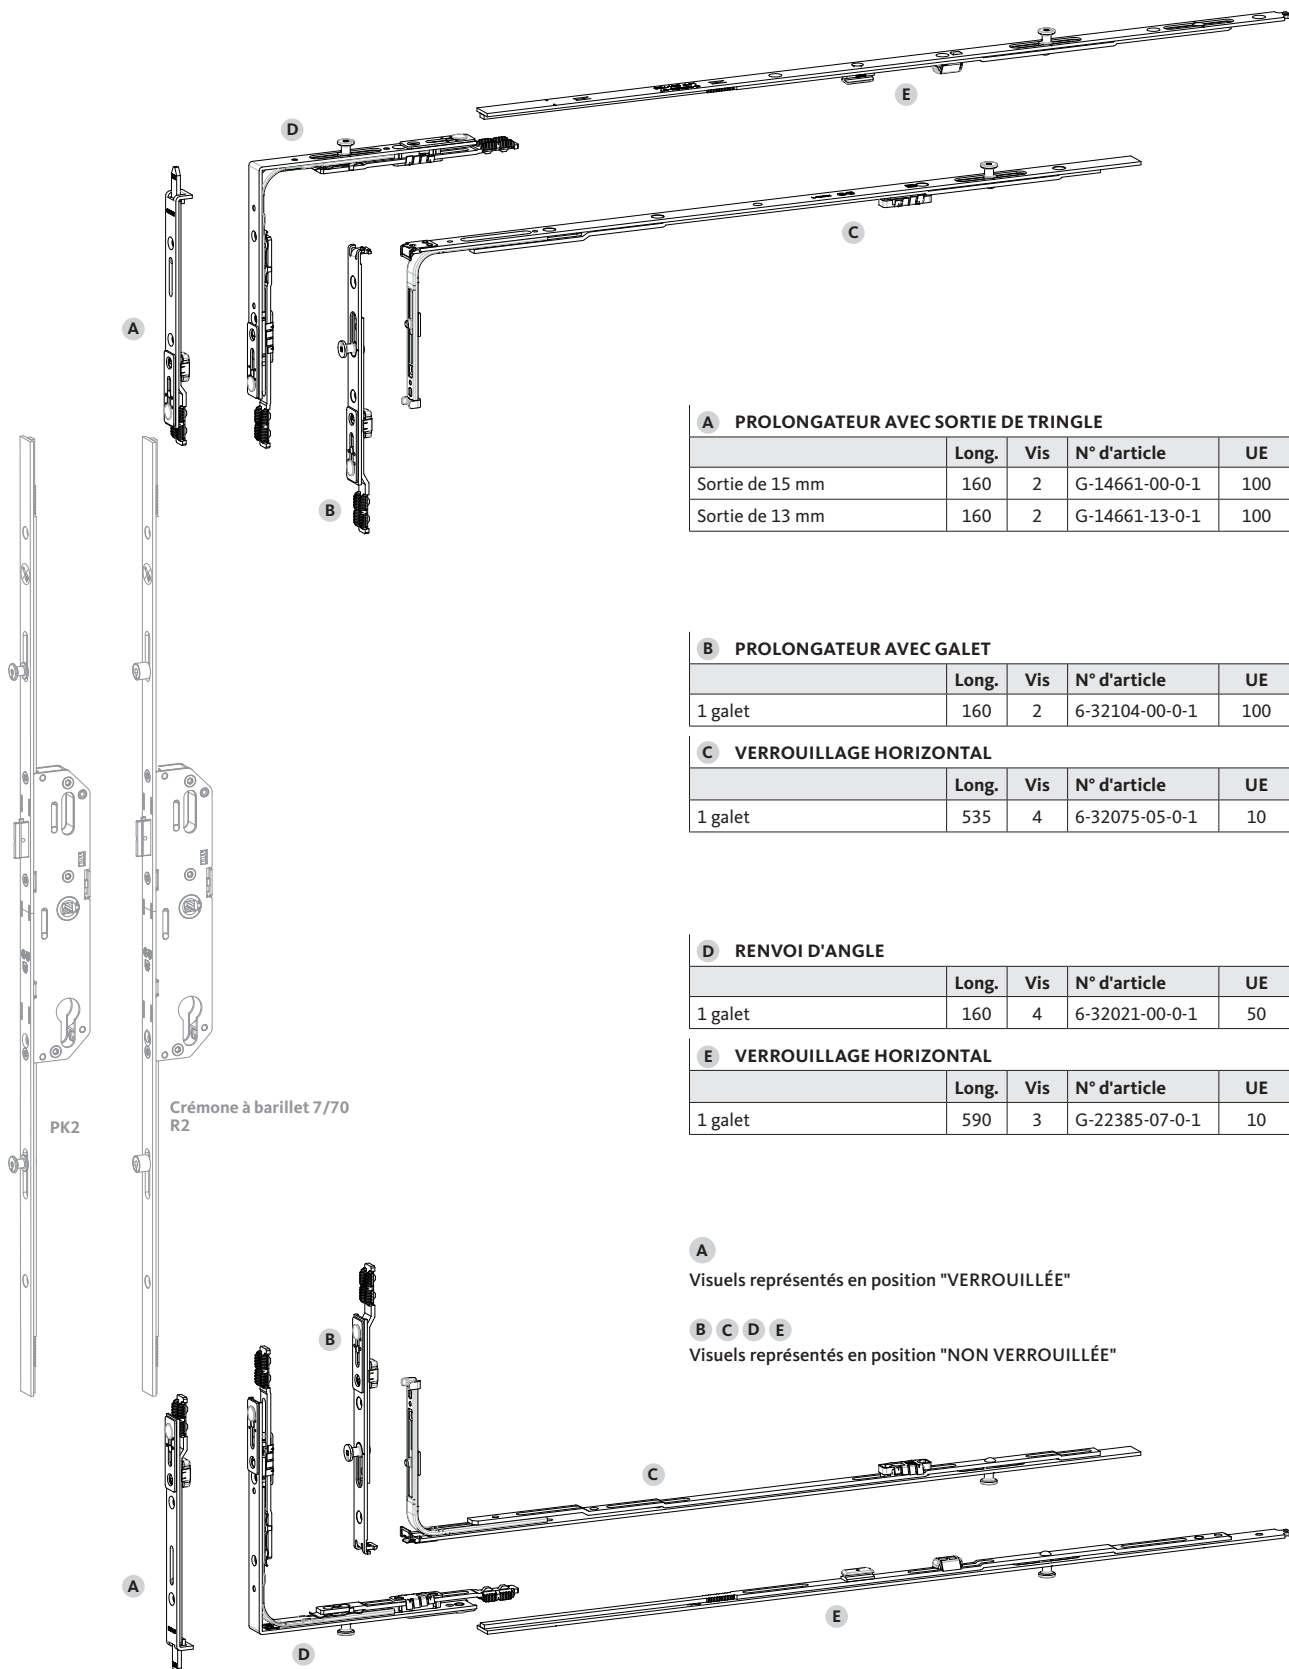 E
D
C
A
B
A PROLONGATEUR AVEC SORTIE DE TRINGLE
Long. Vis N° d'article UE
Sortie de 15 mm 160 2 G-14661-00-0-1 100
Sortie de 13 mm 160 2 G-14661-13-0-1 100
B PROLONGATEUR AVEC GALET
Long. Vis N° d'article UE
1 galet 160 2 6-32104-00-0-1 100
C VERROUILLAGE HORIZONTAL
Long. Vis N° d'article UE
1 galet 535 4 6-32075-05-0-1 10
D RENVOI D'ANGLE
Long. Vis N° d'article UE
1 galet 160 4 6-32021-00-0-1 50
E VERROUILLAGE HORIZONTAL
Long. Vis N° d'article UE
1 galet 590 3 G-22385-07-0-1 10
PK2
Crémone à barillet 7/70
R2
A
Visuels représentés en position "VERROUILLÉE"
B C D E
Visuels représentés en position "NON VERROUILLÉE"
B
C
A
E
D